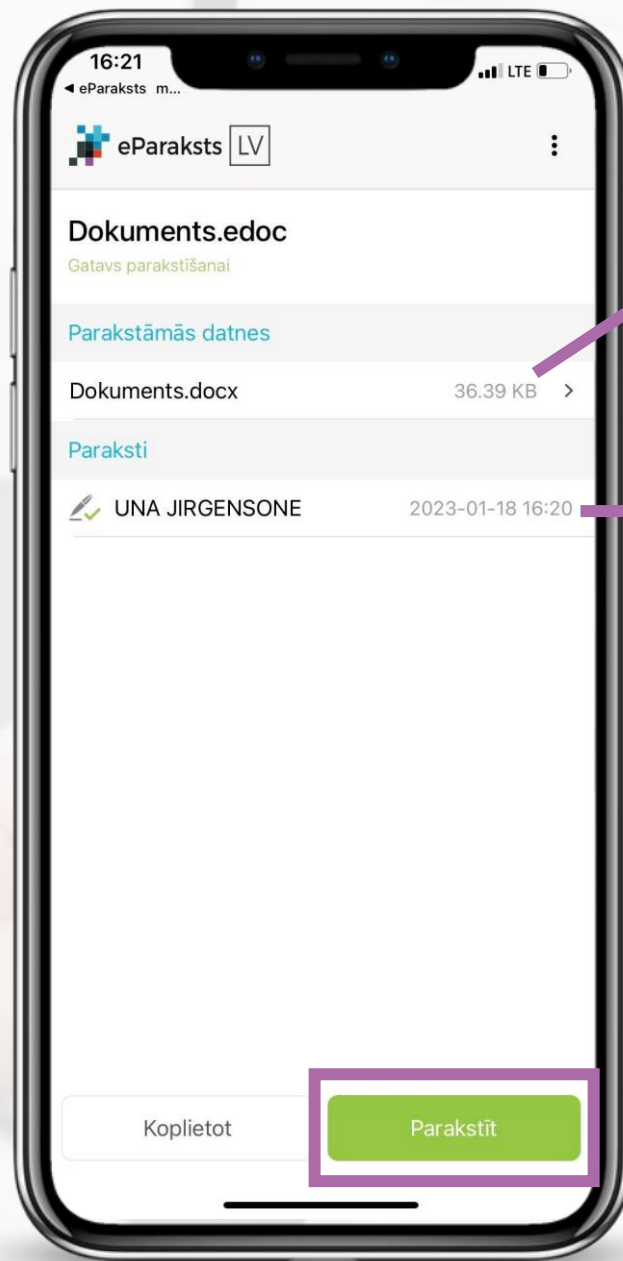 16:21
LTE
◀ eParaksts m...
eParaksts LV
Dokuments.edoc
Gatavs parakstīšanai
Parakstāmās datnes
Dokuments.docx 36.39 KB >
Paraksti
UNA JIRGENSONE 2023-01-18 16:20
Koplietot
Parakstīt